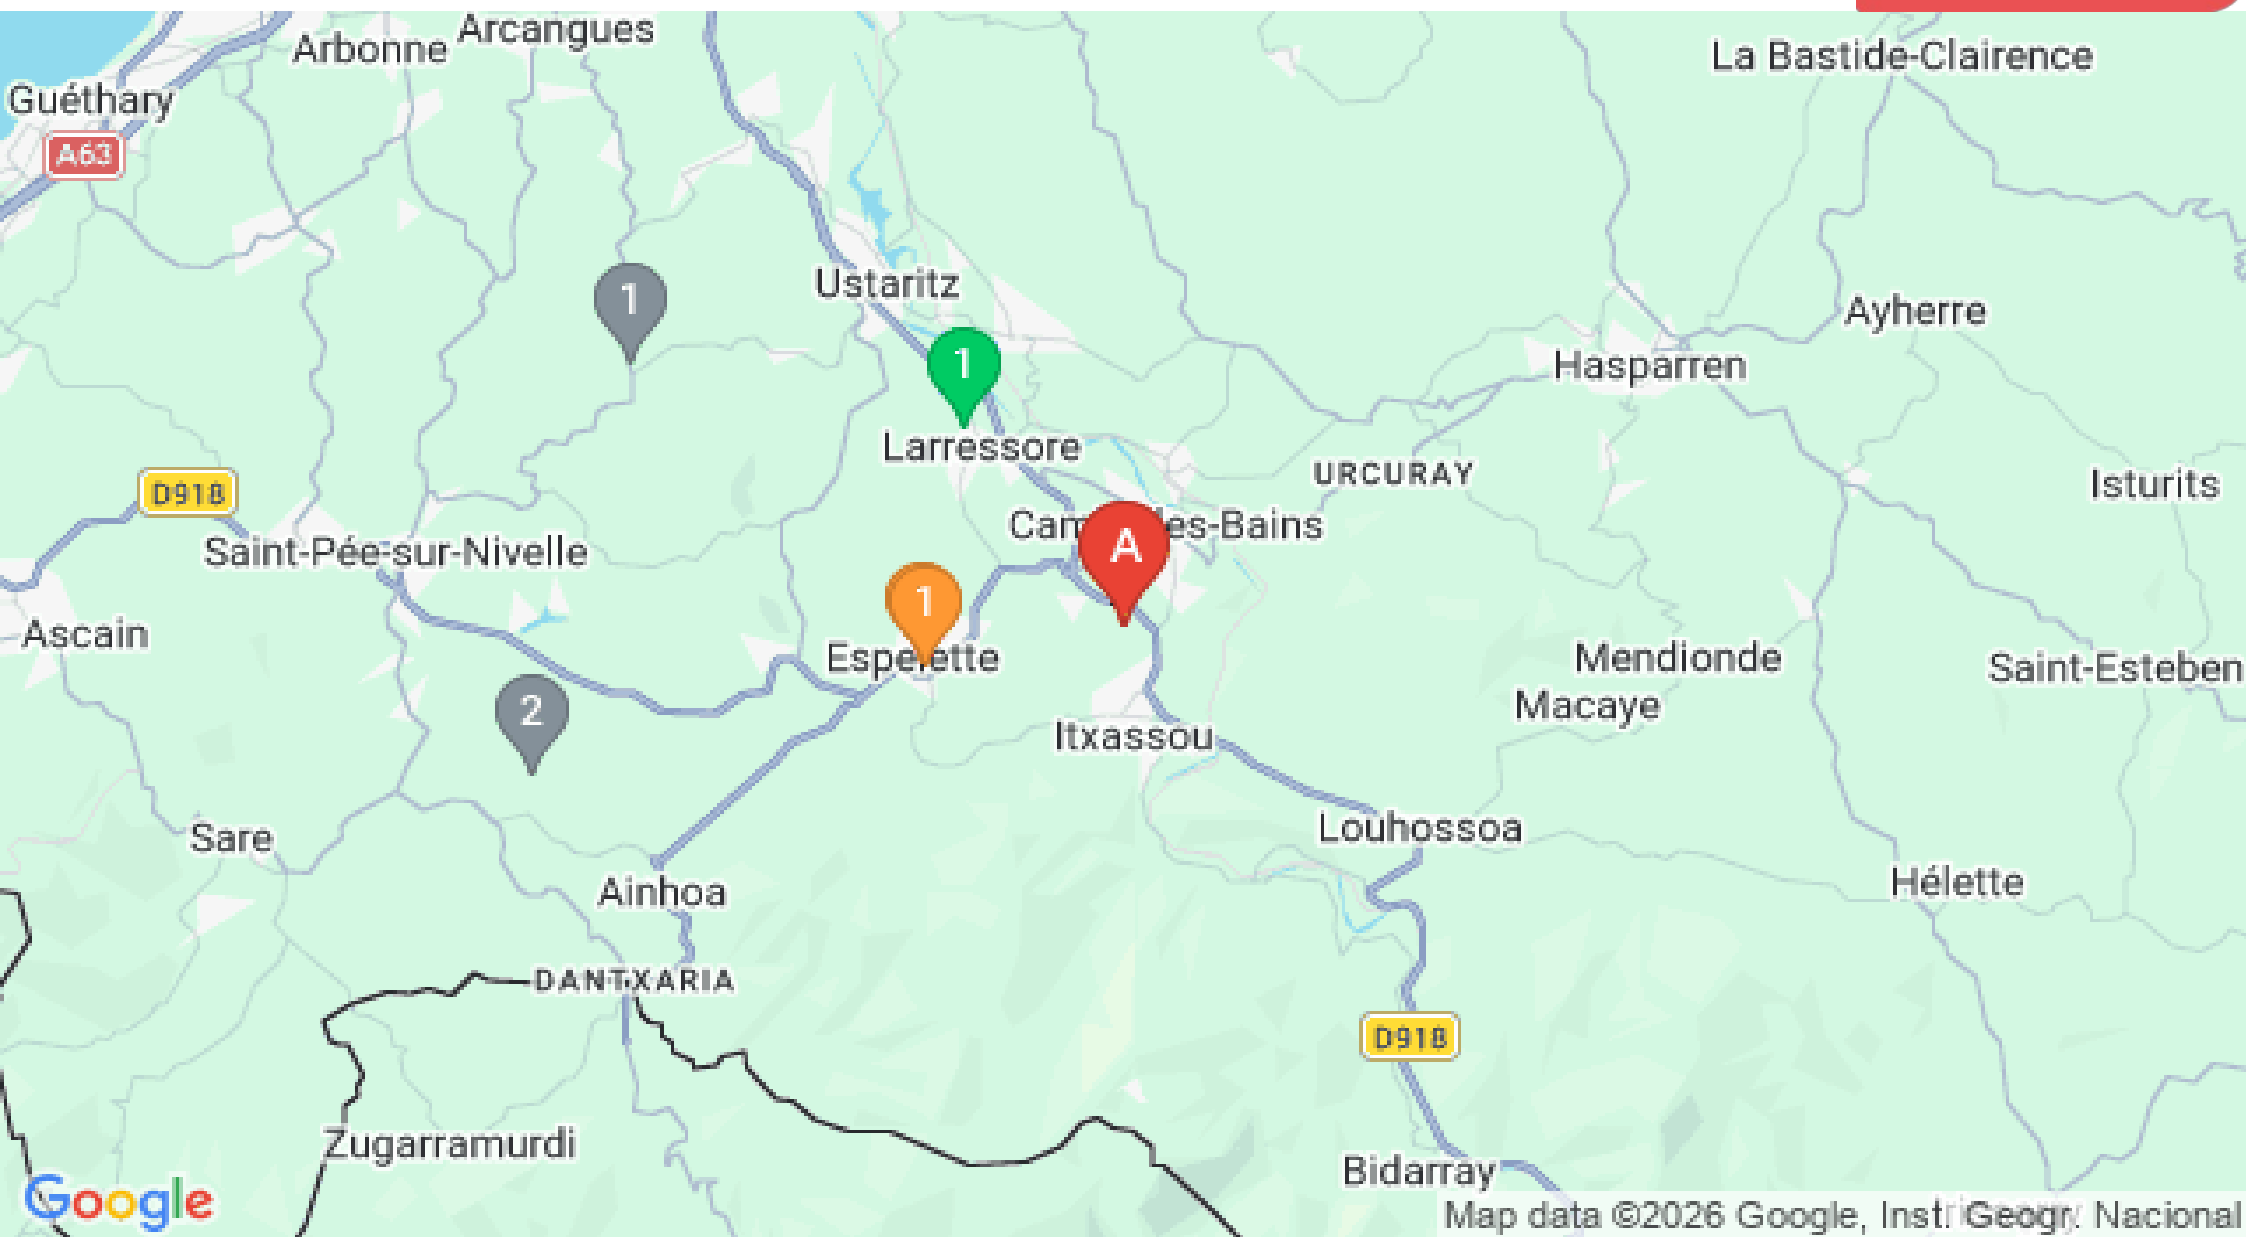 Arcangues
Arbonne
La Bastide-Clairence
Guéthary
A63
Ustaritz
1
Ayherre
1
Hasparren
Larressore
URCURAY
Isturits
D918
Saint-Pée-sur-Nivelle
A
1
Ascain
Espelette
Mendionde
Saint-Esteben
Macaye
2
Itxassou
Louhossoa
Sare
Hélette
Ainhoa
DANTXARIA
D918
Zugarramurdi
Bidarray
Google
Map data ©2026 Google, Inst. Geogr. Nacional